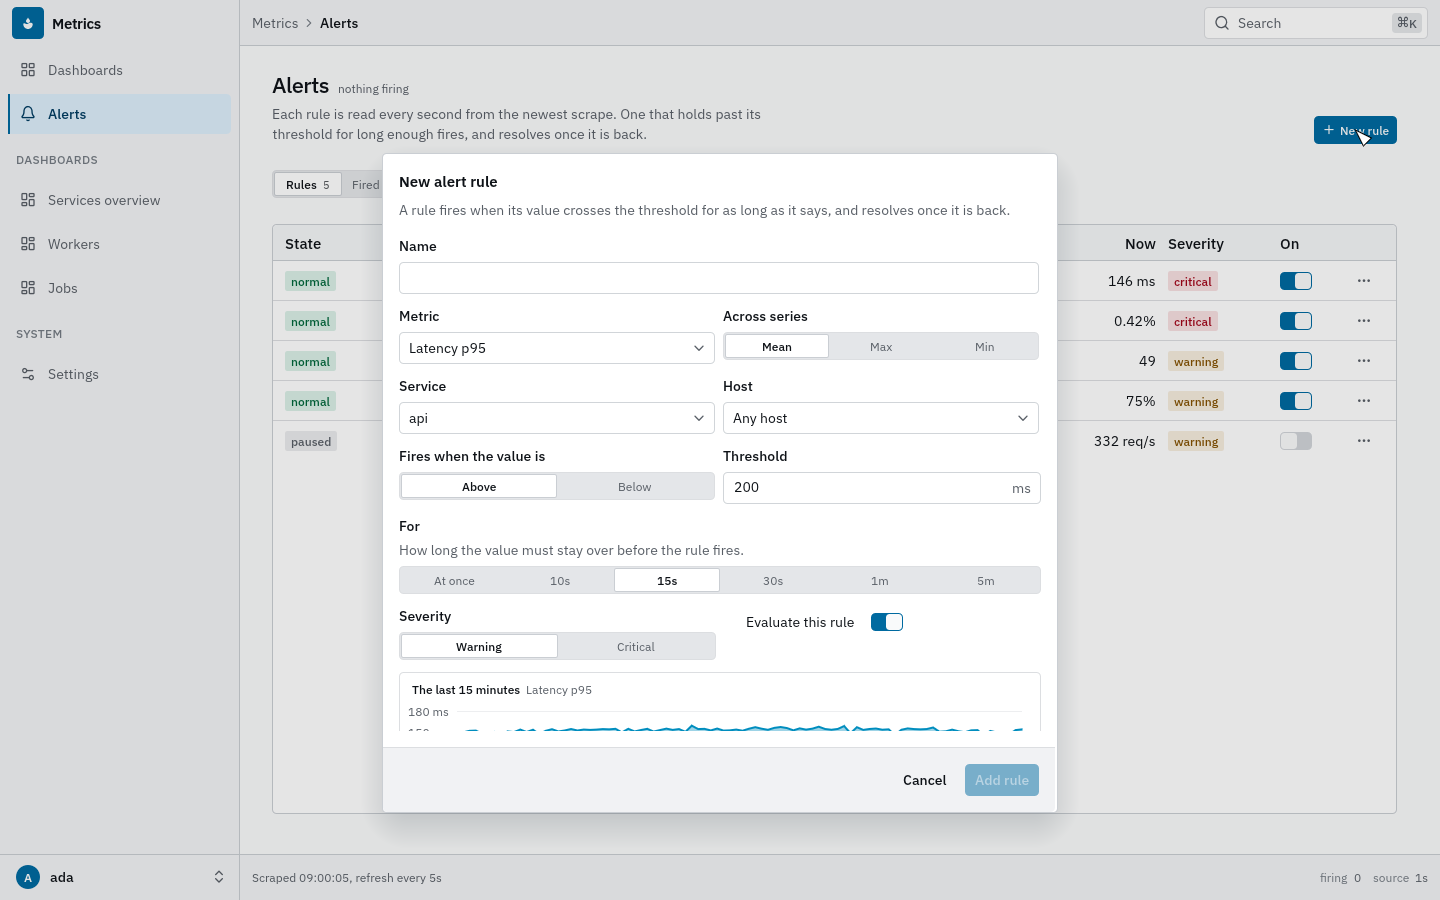 Metrics
Metrics > Alerts
Search
⌘K
Dashboards
Alerts
DASHBOARDS
Services overview
Workers
Jobs
SYSTEM
Settings
ada
A
Alerts nothing firing
Each rule is read every second from the newest scrape. One that holds past its
threshold for long enough fires, and resolves once it is back.
New rule
Rules 5 Fired
State Now Severity On
normal 146 ms critical
normal 0.42% critical
normal 49 warning
normal 75% warning
paused 332 req/s warning
New alert rule
A rule fires when its value crosses the threshold for as long as it says, and resolves once it is back.
Name
Metric Across series
Latency p95 Mean Max Min
Service Host
api Any host
Fires when the value is Threshold
Above Below 200 ms
For
How long the value must stay over before the rule fires.
At once 10s 15s 30s 1m 5m
Severity Evaluate this rule
Warning Critical
The last 15 minutes Latency p95
180 ms
Cancel Add rule
Scraped 09:00:05, refresh every 5s
firing 0 source 1s